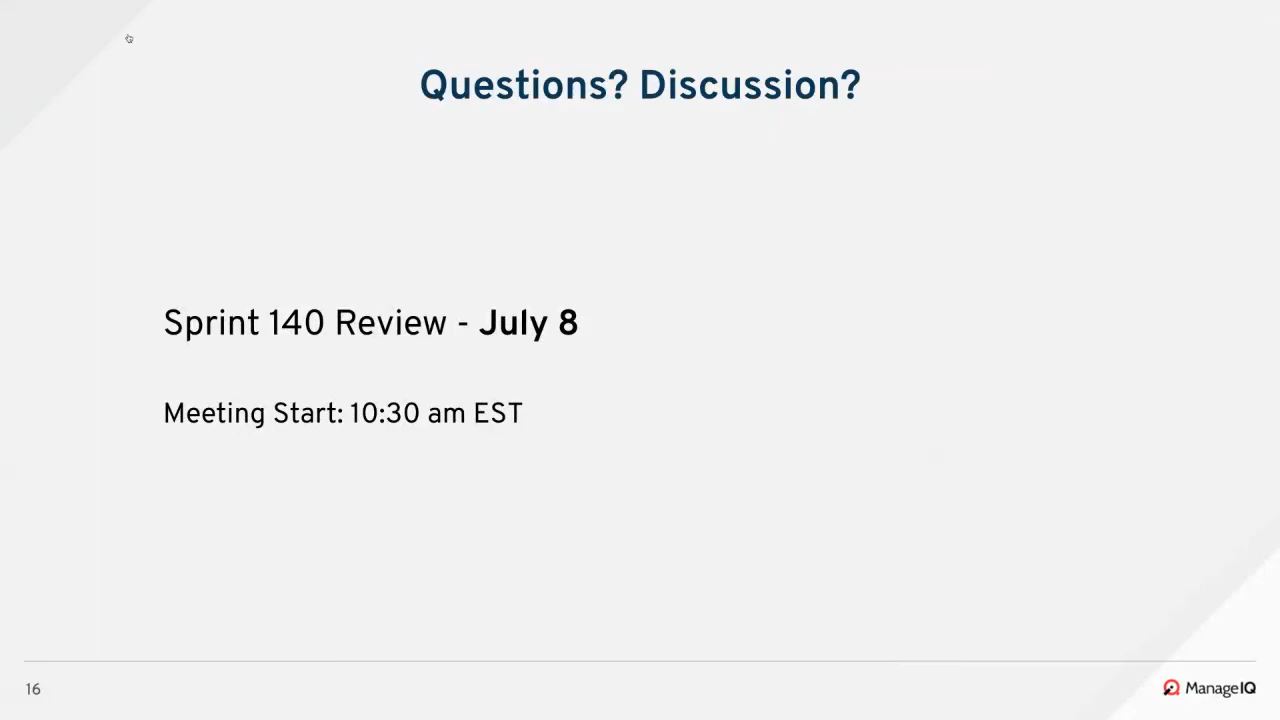 Questions? Discussion?
Sprint 140 Review - July 8
Meeting Start: 10:30 am EST
16
ManageIQ